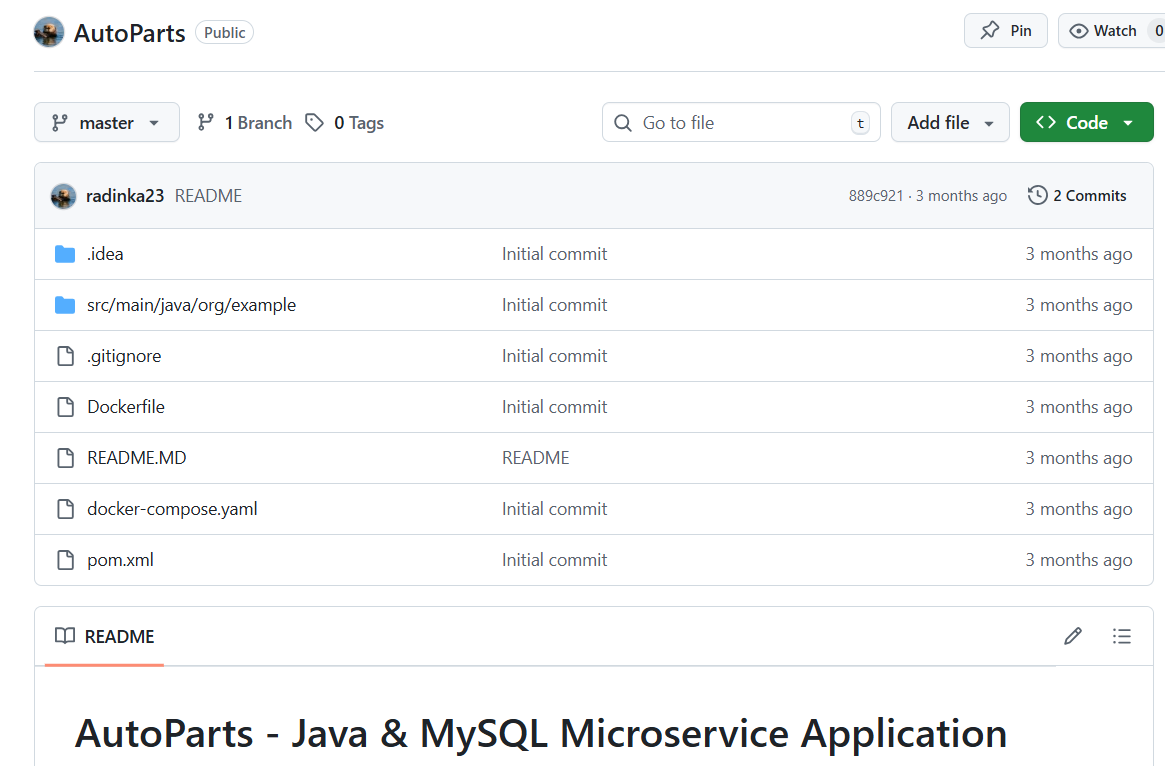 AutoParts Public Pin Watch 0
master 1 Branch 0 Tags Go to file t Add file Code
radinka23 README 889c921 · 3 months ago 2 Commits
.idea Initial commit 3 months ago
src/main/java/org/example Initial commit 3 months ago
.gitignore Initial commit 3 months ago
Dockerfile Initial commit 3 months ago
README.MD README 3 months ago
docker-compose.yaml Initial commit 3 months ago
pom.xml Initial commit 3 months ago
README
AutoParts - Java & MySQL Microservice Application